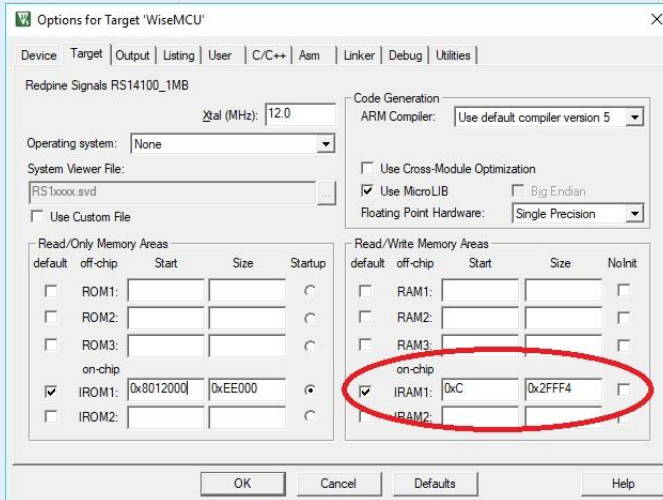 Options for Target 'WiseMCU'
Device Target Output Listing User C/C++ Asm Linker Debug Utilities
Redpine Signals RS14100_1MB
Xtal (MHz): 12.0
Operating system: None
System Viewer File:
RS1xxxx.svd ...
Use Custom File
Code Generation
ARM Compiler: Use default compiler version 5
Use Cross-Module Optimization
Use MicroLIB Big Endian
Floating Point Hardware: Single Precision
Read/Only Memory Areas
default off-chip Start Size Startup
ROM1:
ROM2:
ROM3:
on-chip
IROM1: 0x8012000 0xEE000
IROM2:
Read/Write Memory Areas
default off-chip Start Size NoInit
RAM1:
RAM2:
RAM3:
on-chip
IRAM1: 0xC 0x2FFF4
IRAM2:
OK Cancel Defaults Help